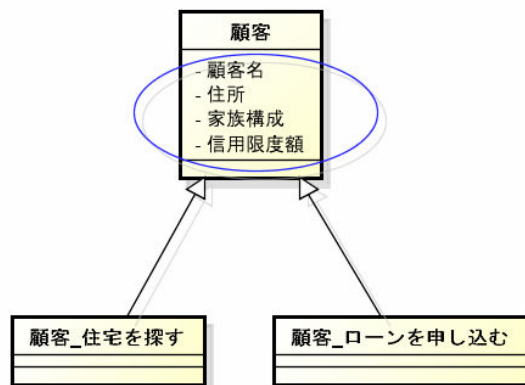 顧客
- 顧客名
- 住所
- 家族構成
- 信用限度額
顧客_住宅を探す
顧客_ローンを申し込む